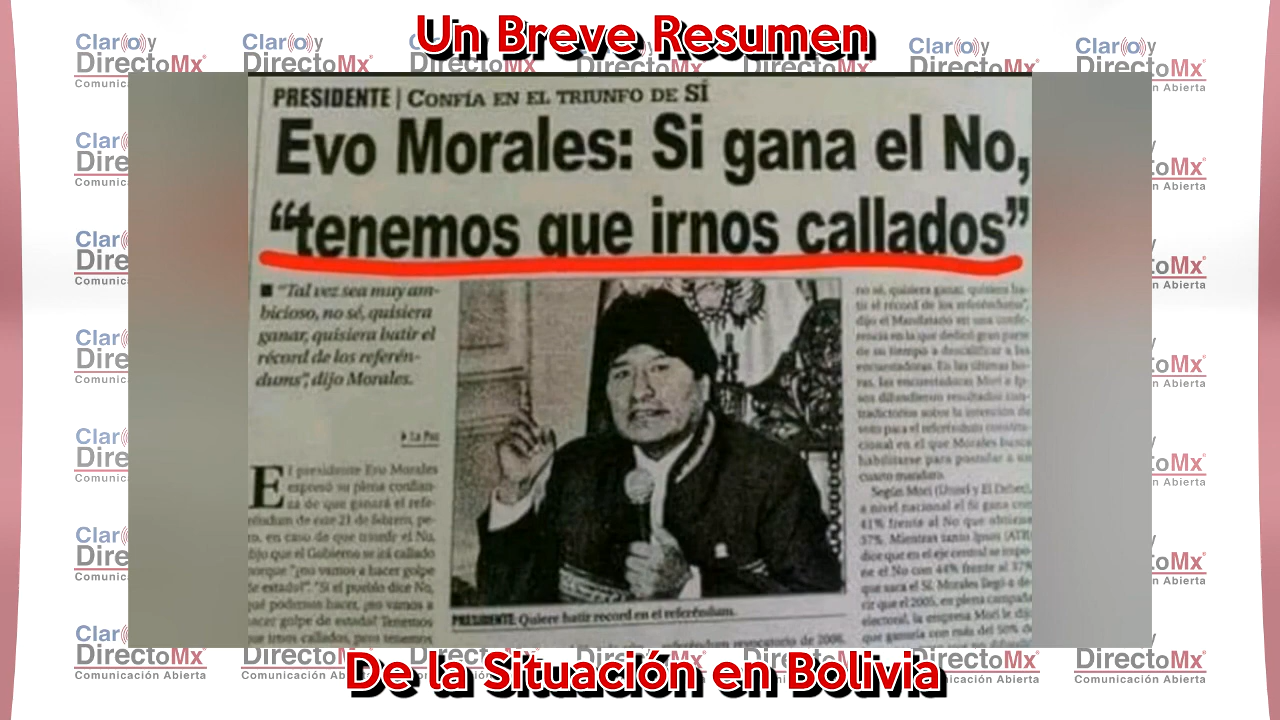 Un Breve Resumen
Clar(o)y
DirectoMx
Comunicación Abierta
PRESIDENTE | CONFÍA EN EL TRIUNFO DE SÍ
Evo Morales: Si gana el No,
“tenemos que irnos callados”
■ “Tal vez sea muy am-
bicioso, no sé, quisiera
ganar, quisiera batir el
récord de los referén-
dums”, dijo Morales.
La Paz
El presidente Evo Morales
expresó su plena confian-
za de que ganará el refe-
réndum de este 21 de febrero, pe-
ro, en caso de que triunfe el No,
dijo que el Gobierno se irá callado
porque “¡no vamos a hacer golpe
de estado!”. “Si el pueblo dice No,
qué podemos hacer, ¡no vamos a
hacer golpe de estado! Tenemos
que irnos callados, pero tenemos
PRESIDENTE: Quiere batir record en el referéndum.
referéndum revocatorio de 2008,
no sé, quisiera ganar, quisiera ba-
tir el récord de los referéndums”,
dijo el Mandatario en una confe-
rencia en la que dedicó gran parte
de su tiempo a descalificar a las
encuestadoras. En las últimas ho-
ras, las encuestadoras Mori e Ip-
sos difundieron resultados con-
tradictorios sobre la intención de
voto para el referéndum constitu-
cional en el que Morales busca
habilitarse para postular a un
cuarto mandato.
Según Mori (Unitel y El Deber),
a nivel nacional el Sí gana con
41% frente al No que obtiene
37%. Mientras tanto Ipsos (ATB)
dice que en el eje central se impo-
ne el No con 44% frente al 37%
que saca el Sí. Morales llegó a de-
cir que el 2005, en plena campaña
electoral, la empresa Mori le dijo
que ganaría con más del 50% de
De la Situación en Bolivia